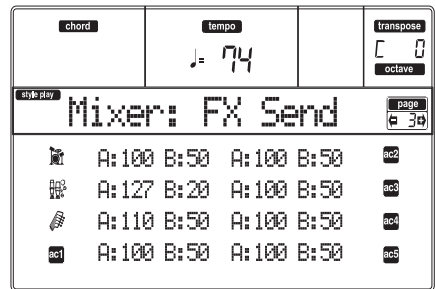 chord tempo transpose
♩= 74 C 0
octave
style play Mixer: FX Send page
3
A:100 B:50 A:100 B:50 ac2
A:127 B:20 A:100 B:50 ac3
A:110 B:50 A:100 B:50 ac4
ac1 A:100 B:50 A:100 B:50 ac5